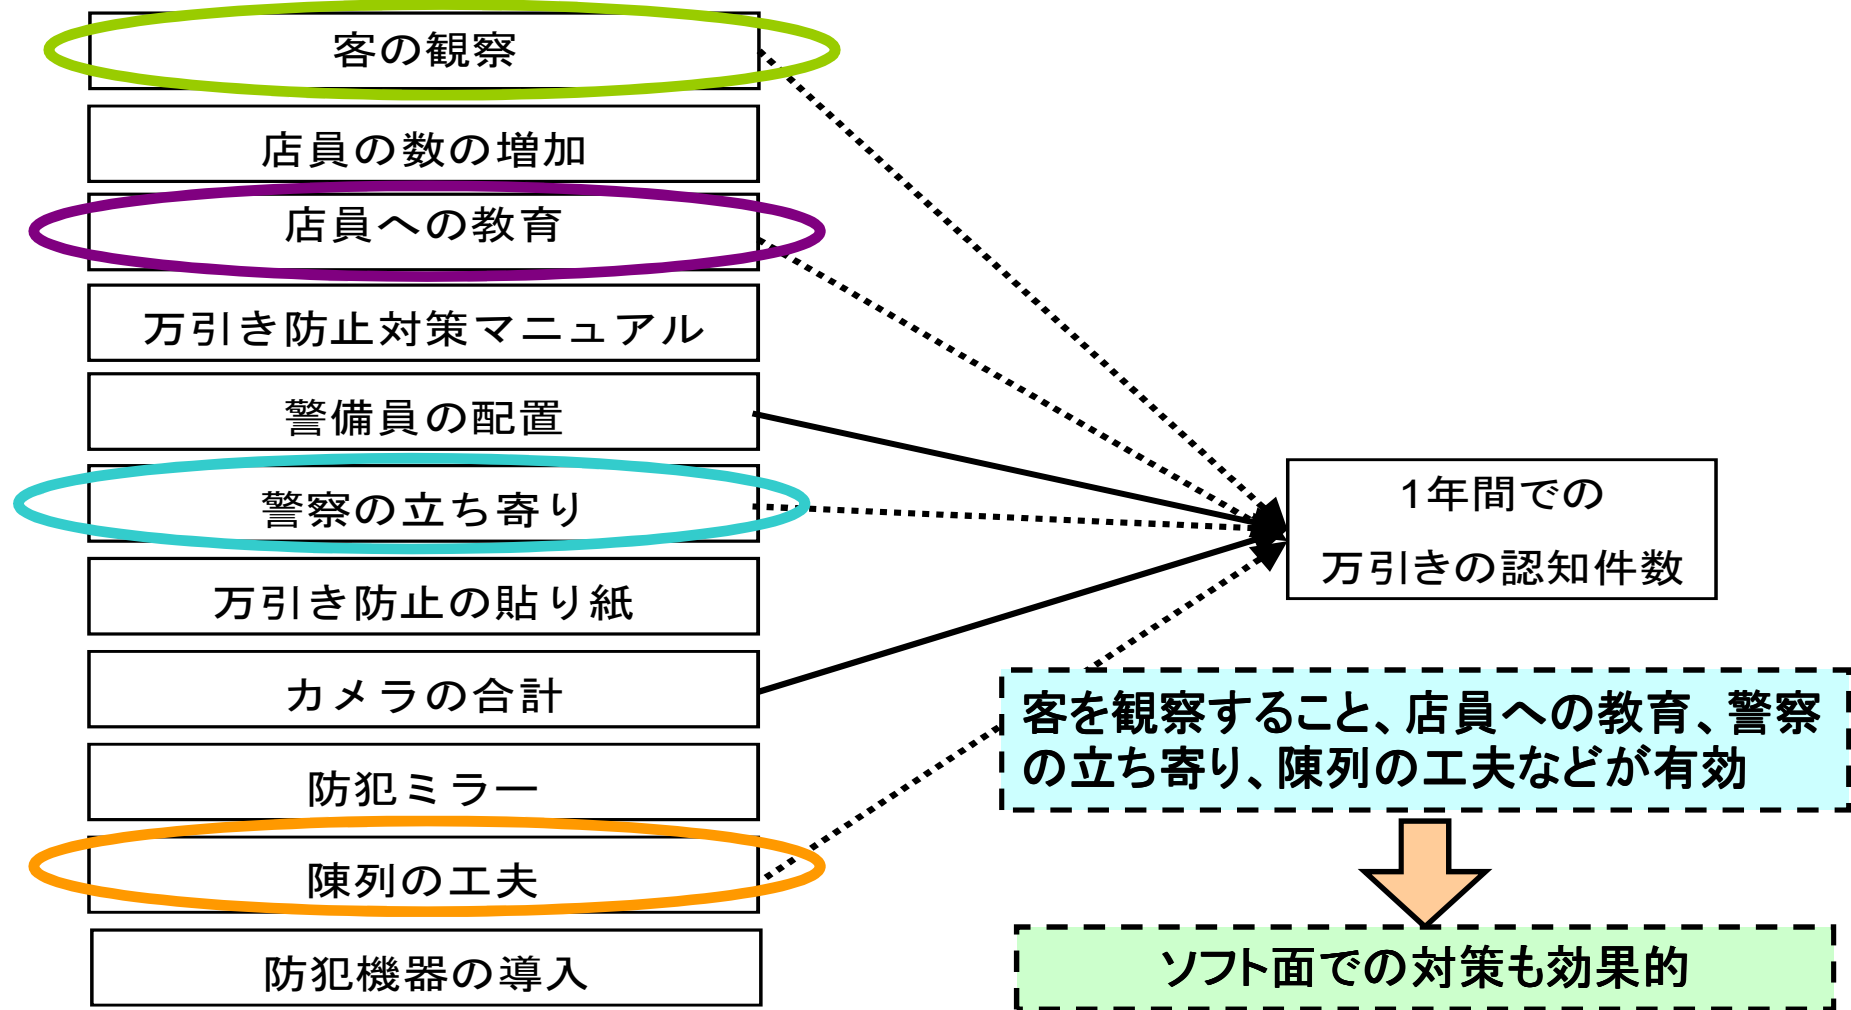 客の観察
店員の数の増加
店員への教育
万引き防止対策マニュアル
警備員の配置
警察の立ち寄り
万引き防止の貼り紙
カメラの合計
防犯ミラー
陳列の工夫
防犯機器の導入
1年間での
万引きの認知件数
客を観察すること、店員への教育、警察
の立ち寄り、陳列の工夫などが有効
ソフト面での対策も効果的